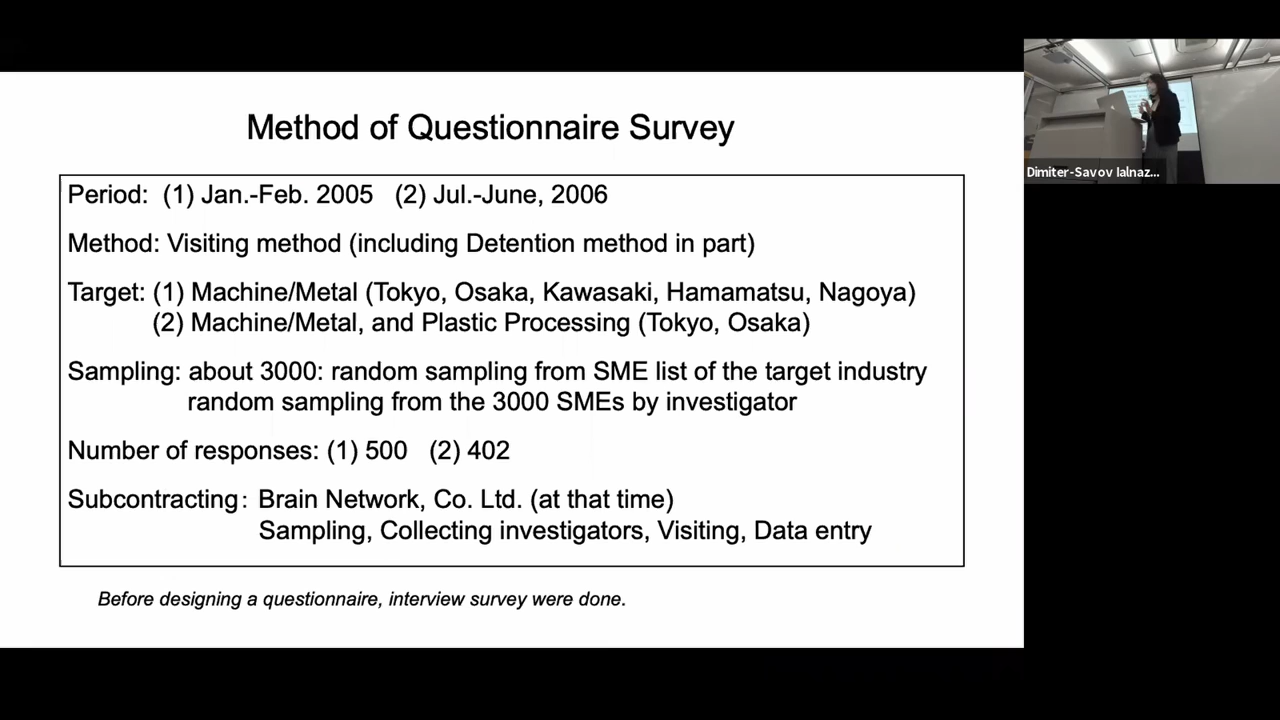 Method of Questionnaire Survey
Period: (1) Jan.-Feb. 2005 (2) Jul.-June, 2006
Method: Visiting method (including Detention method in part)
Target: (1) Machine/Metal (Tokyo, Osaka, Kawasaki, Hamamatsu, Nagoya)
(2) Machine/Metal, and Plastic Processing (Tokyo, Osaka)
Sampling: about 3000: random sampling from SME list of the target industry
random sampling from the 3000 SMEs by investigator
Number of responses: (1) 500 (2) 402
Subcontracting: Brain Network, Co. Ltd. (at that time)
Sampling, Collecting investigators, Visiting, Data entry
Before designing a questionnaire, interview survey were done.
Dimiter-Savov Ialnaz...